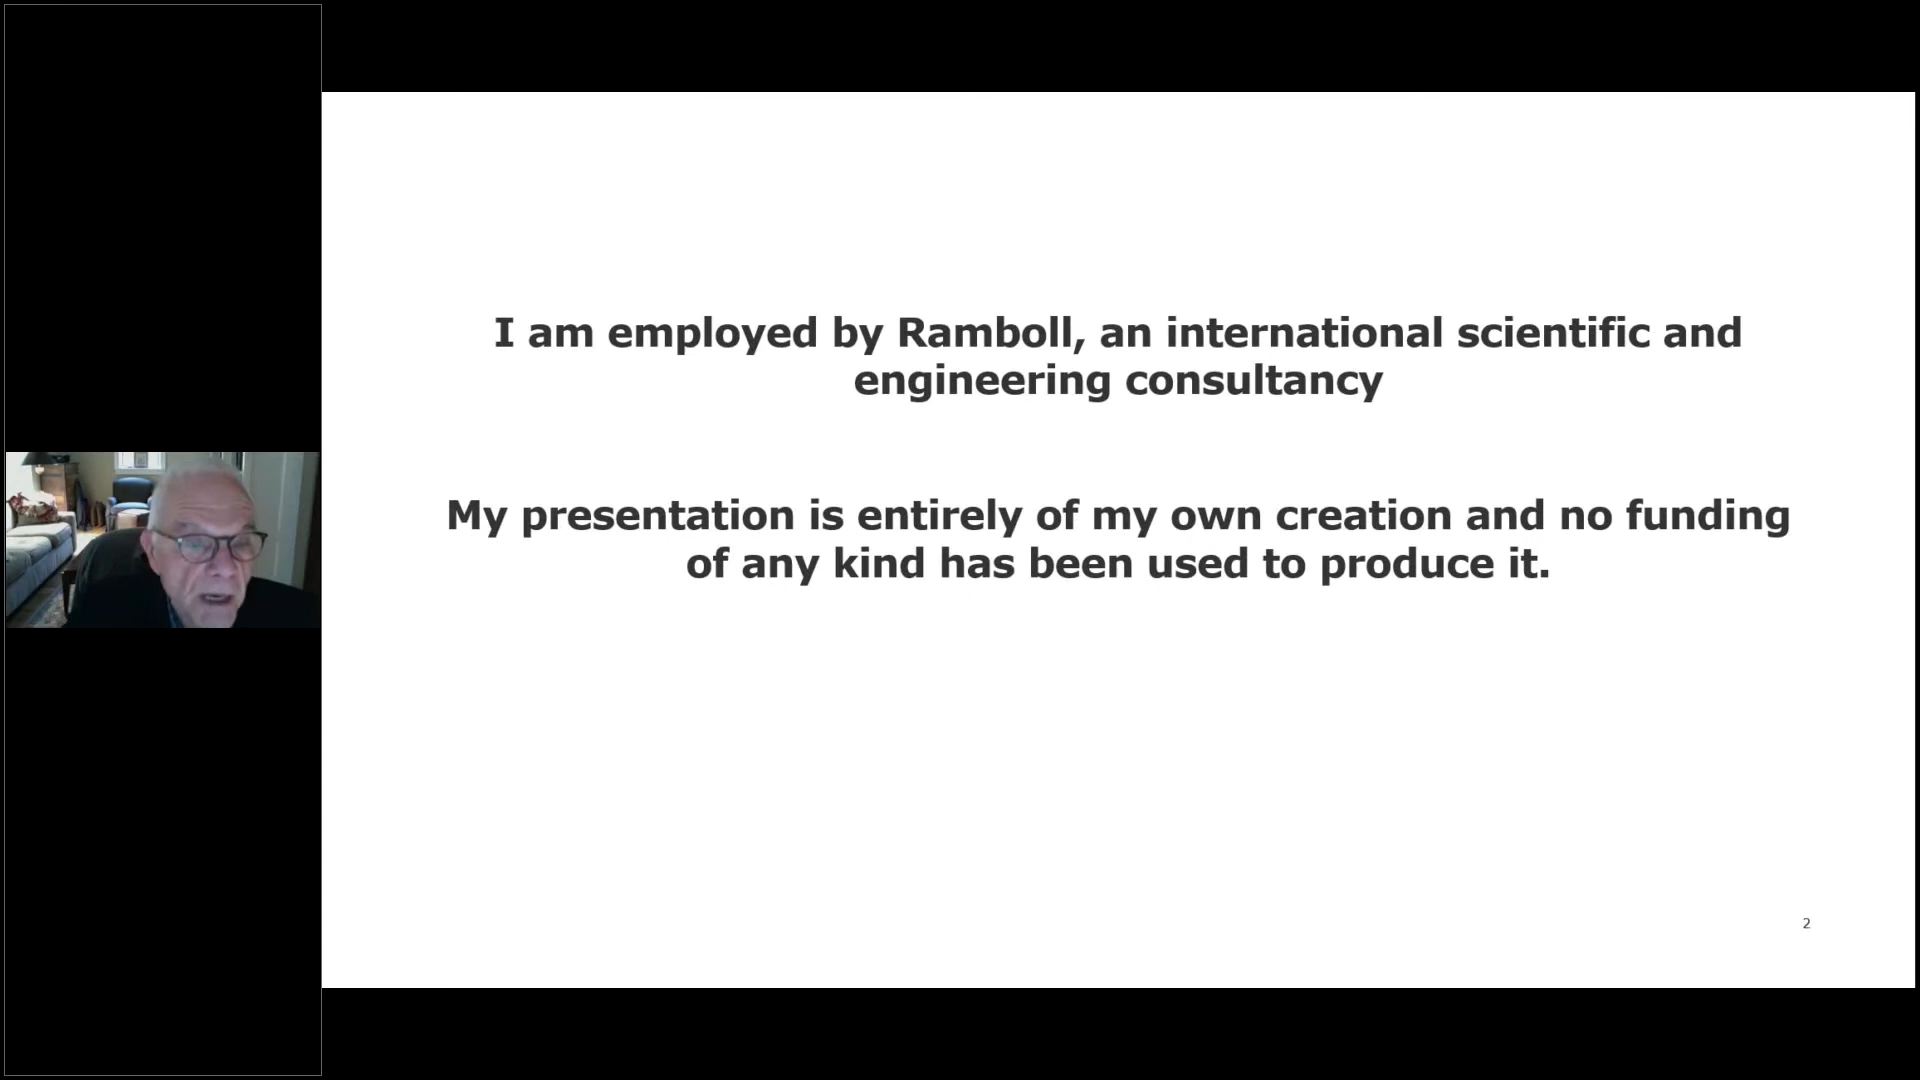 I am employed by Ramboll, an international scientific and
engineering consultancy
My presentation is entirely of my own creation and no funding
of any kind has been used to produce it.
2